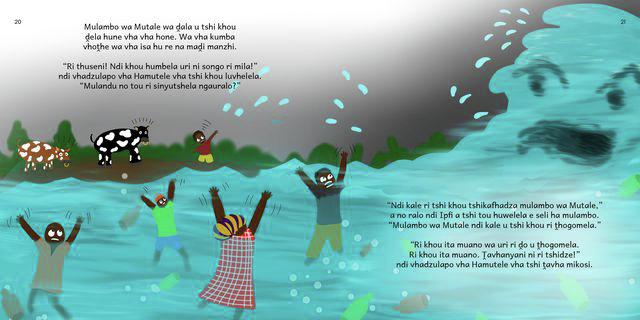 20
Mulambo wa Mutale wa ḓala u tshi khou
ḓela hune vha vha hone. Wa vha kumba
vhoṱhe wa vha isa hu re na maḓi manzhi.
“Ri thuseni! Ndi khou humbela uri ni songo ri mila!”
ndi vhadzulapo vha Hamutele vha tshi khou luvhelela.
“Mulandu no tou ri sinyutshela ngauralo?”
21
“Ndi kale ri tshi khou tshikafhadza mulambo wa Mutale,”
a no ralo ndi Ipfi a tshi tou huwelela e seli ha mulambo.
“Mulambo wa Mutale ndi kale u tshi khou ri ṱhogomela.”
“Ri khou ita muano wa uri ri ḓo u ṱhogomela.
Ri khou ita muano. Ṱavhanyani ni ri tshidze!”
ndi vhadzulapo vha Hamutele vha tshi ṱavha mikosi.